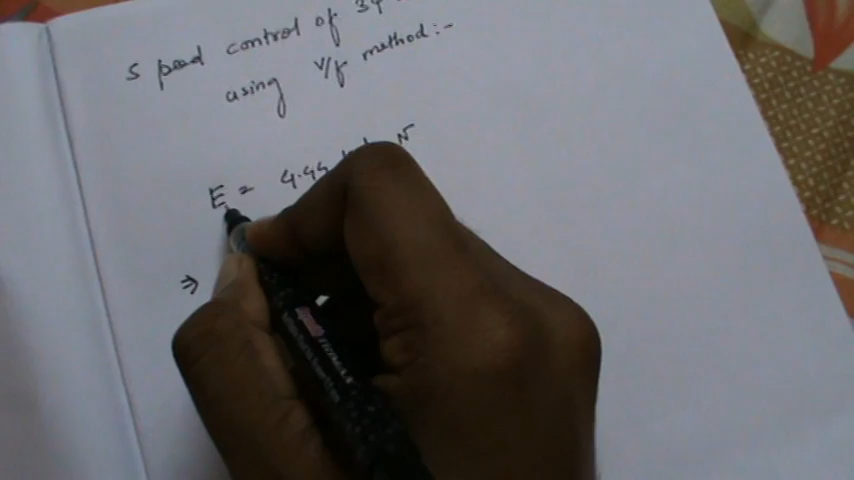 speed control of 3φ
using V/f method:-
E = 4.44
⇒